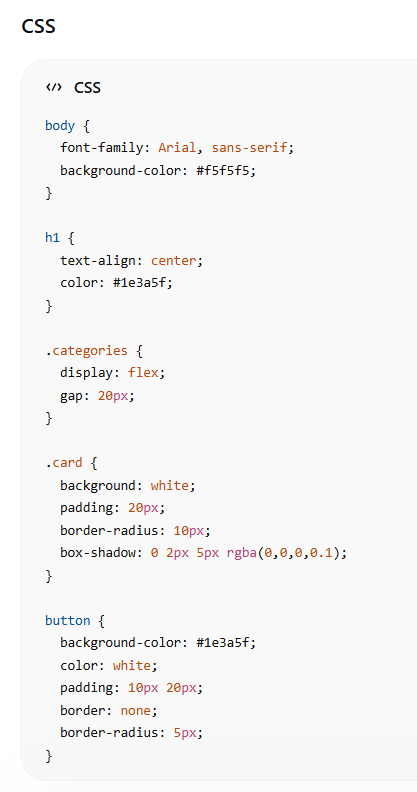 CSS
</> CSS
body {
  font-family: Arial, sans-serif;
  background-color: #f5f5f5;
}

h1 {
  text-align: center;
  color: #1e3a5f;
}

.categories {
  display: flex;
  gap: 20px;
}

.card {
  background: white;
  padding: 20px;
  border-radius: 10px;
  box-shadow: 0 2px 5px rgba(0,0,0,0.1);
}

button {
  background-color: #1e3a5f;
  color: white;
  padding: 10px 20px;
  border: none;
  border-radius: 5px;
}